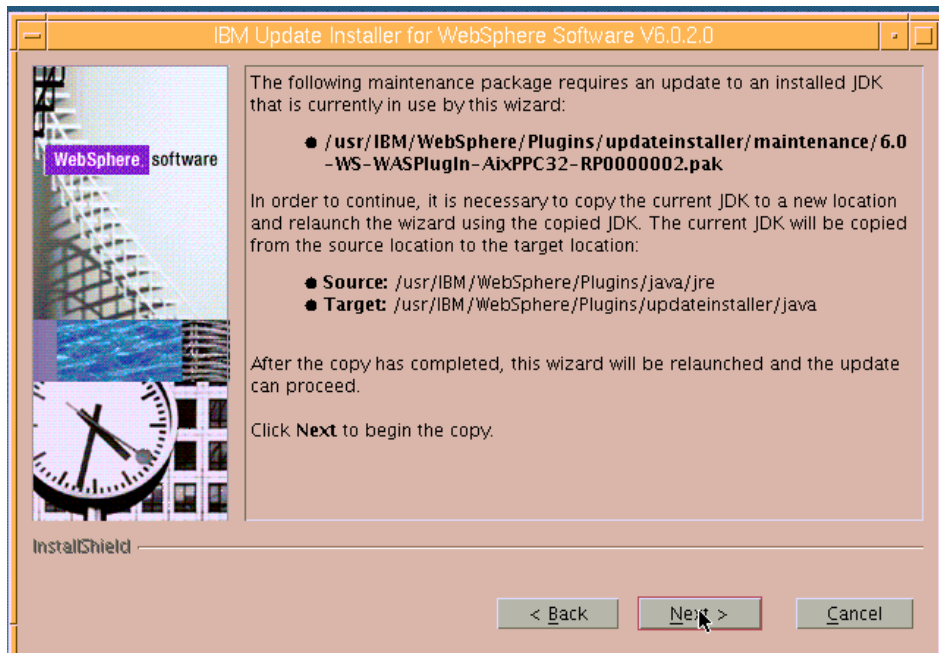 IBM Update Installer for WebSphere Software V6.0.2.0
WebSphere. software
The following maintenance package requires an update to an installed JDK
that is currently in use by this wizard:
● /usr/IBM/WebSphere/Plugins/updateinstaller/maintenance/6.0
-WS-WASPlugIn-AixPPC32-RP0000002.pak
In order to continue, it is necessary to copy the current JDK to a new location
and relaunch the wizard using the copied JDK. The current JDK will be copied
from the source location to the target location:
● Source: /usr/IBM/WebSphere/Plugins/java/jre
● Target: /usr/IBM/WebSphere/Plugins/updateinstaller/java
After the copy has completed, this wizard will be relaunched and the update
can proceed.
Click Next to begin the copy.
InstallShield
< Back
Next >
Cancel